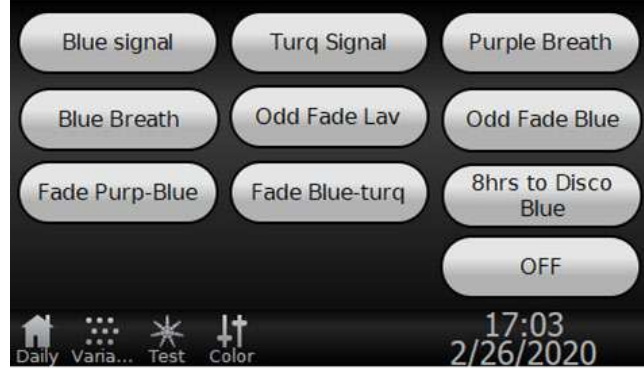 Blue signal
Turq Signal
Purple Breath
Blue Breath
Odd Fade Lav
Odd Fade Blue
Fade Purp-Blue
Fade Blue-turq
8hrs to Disco
Blue
OFF
Daily
Varia...
Test
Color
17:03
2/26/2020